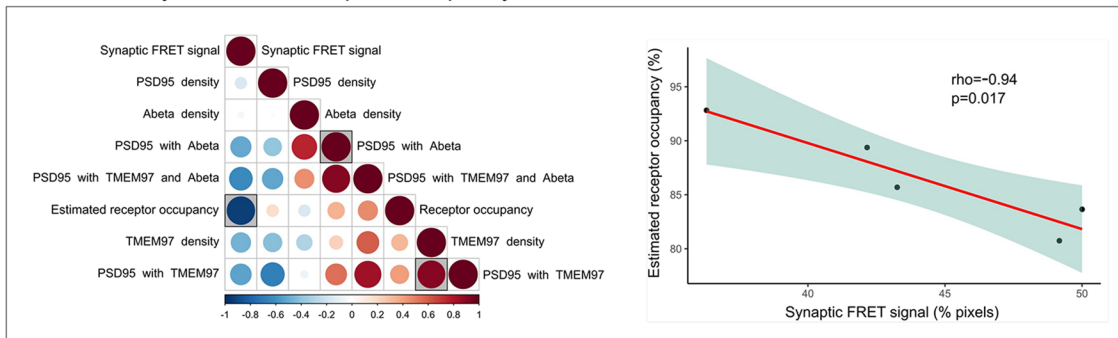 Synaptic FRET signal Synaptic FRET signal
PSD95 density PSD95 density
Abeta density Abeta density
PSD95 with Abeta PSD95 with Abeta
PSD95 with TMEM97 and Abeta PSD95 with TMEM97 and Abeta
Estimated receptor occupancy Receptor occupancy
TMEM97 density TMEM97 density
PSD95 with TMEM97 PSD95 with TMEM97
-1 -0.8 -0.6 -0.4 -0.2 0 0.2 0.4 0.6 0.8 1
Estimated receptor occupancy (%)
95
90
85
80
rho=-0.94
p=0.017
40 45 50
Synaptic FRET signal (% pixels)